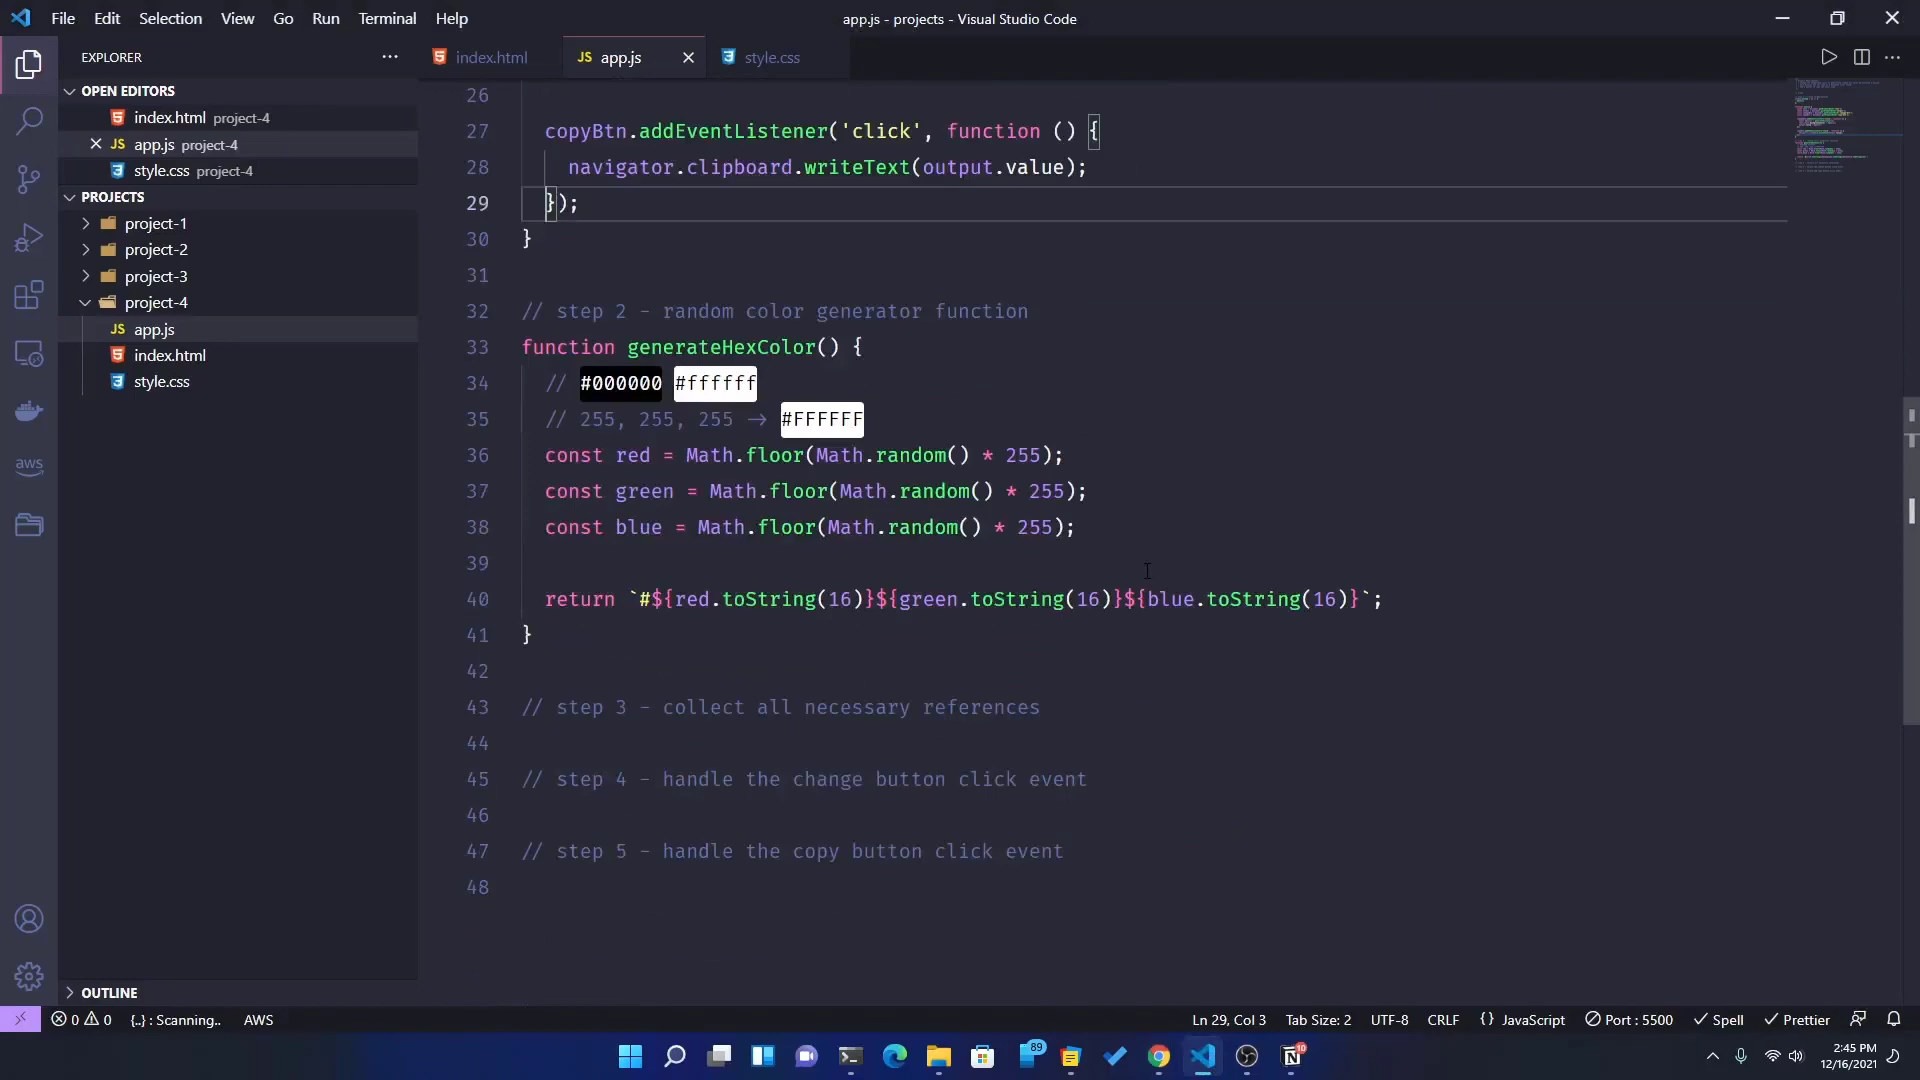 File Edit Selection View Go Run Terminal Help
app.js - projects - Visual Studio Code
EXPLORER
index.html
JS app.js
style.css
OPEN EDITORS
index.html project-4
JS app.js project-4
style.css project-4
PROJECTS
project-1
project-2
project-3
project-4
JS app.js
index.html
style.css
aws
OUTLINE
26
27 copyBtn.addEventListener('click', function () {
28 navigator.clipboard.writeText(output.value);
29 });
30 }
31
32 // step 2 - random color generator function
33 function generateHexColor() {
34 // #000000 #ffffff
35 // 255, 255, 255 -> #FFFFFF
36 const red = Math.floor(Math.random() * 255);
37 const green = Math.floor(Math.random() * 255);
38 const blue = Math.floor(Math.random() * 255);
39
40 return `#${red.toString(16)}${green.toString(16)}${blue.toString(16)}`;
41 }
42
43 // step 3 - collect all necessary references
44
45 // step 4 - handle the change button click event
46
47 // step 5 - handle the copy button click event
48
0 0 {..} : Scanning.. AWS
Ln 29, Col 3 Tab Size: 2 UTF-8 CRLF {} JavaScript Port : 5500 Spell Prettier
89
10
2:45 PM
12/16/2021